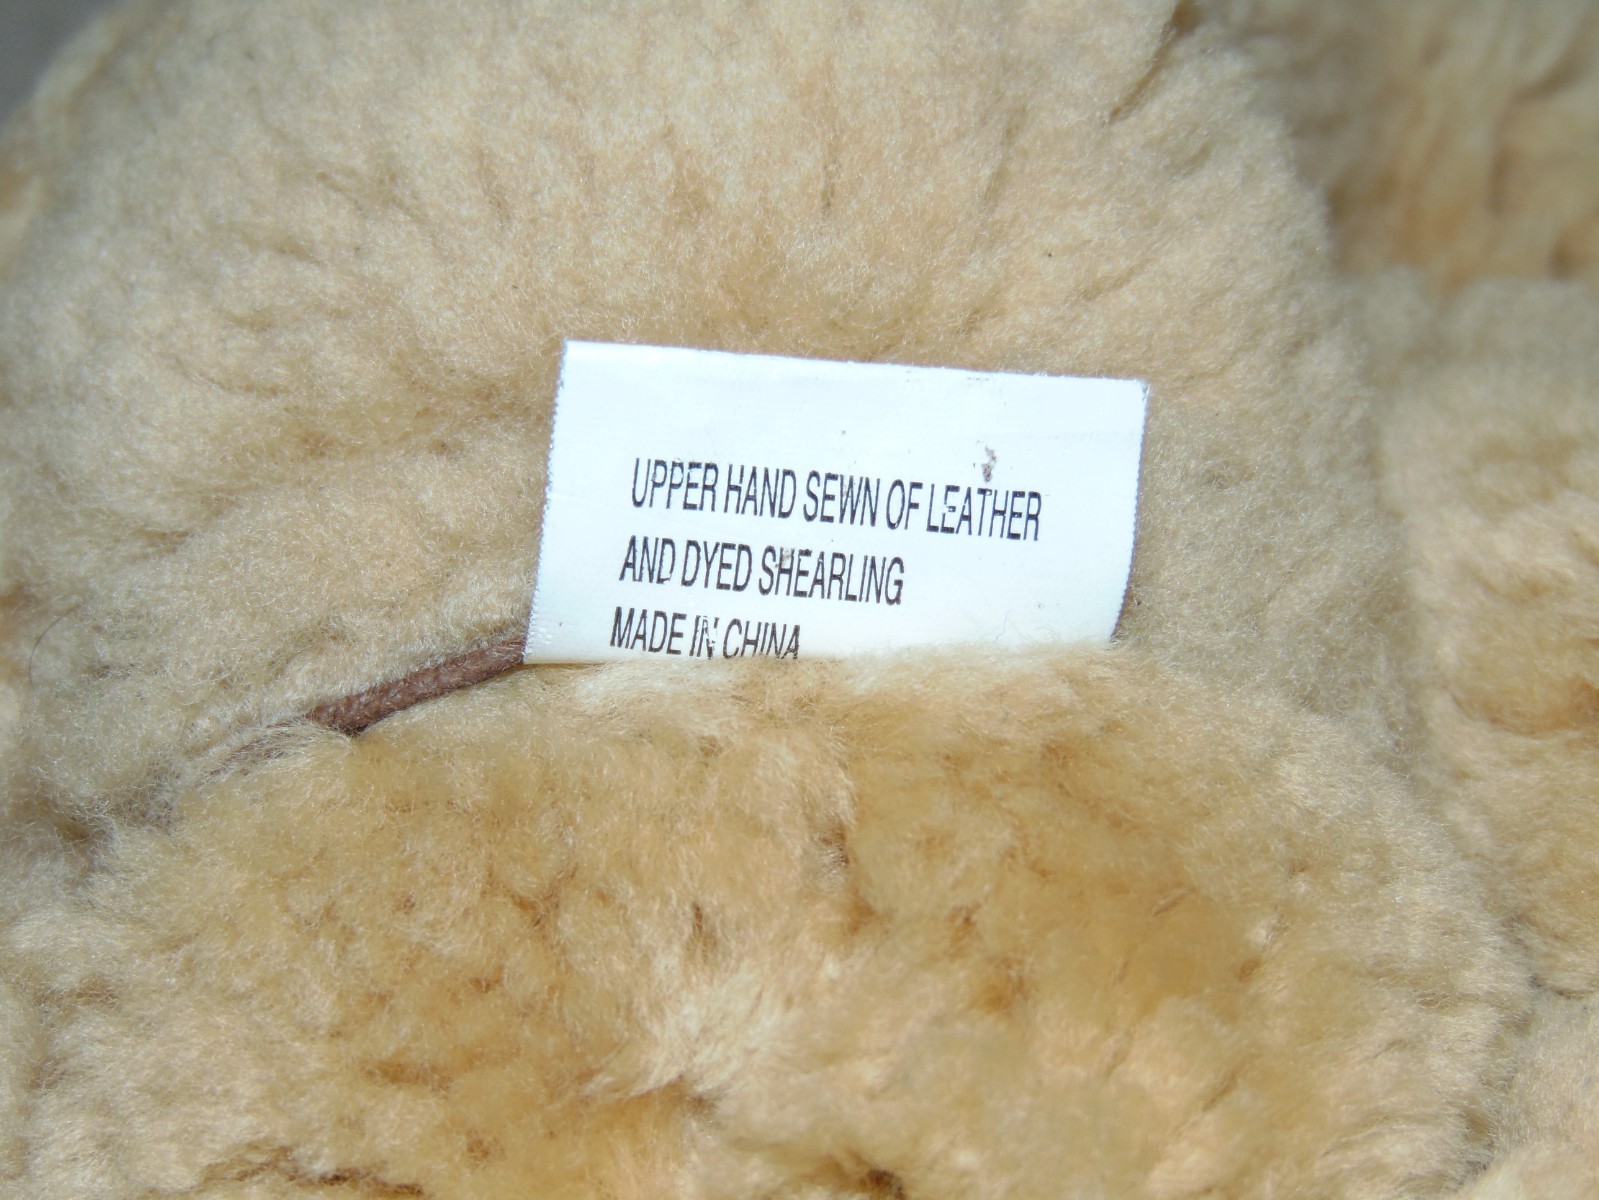 UPPER HAND SEWN OF LEATHER
AND DYED SHEARLING
MADE IN CHINA